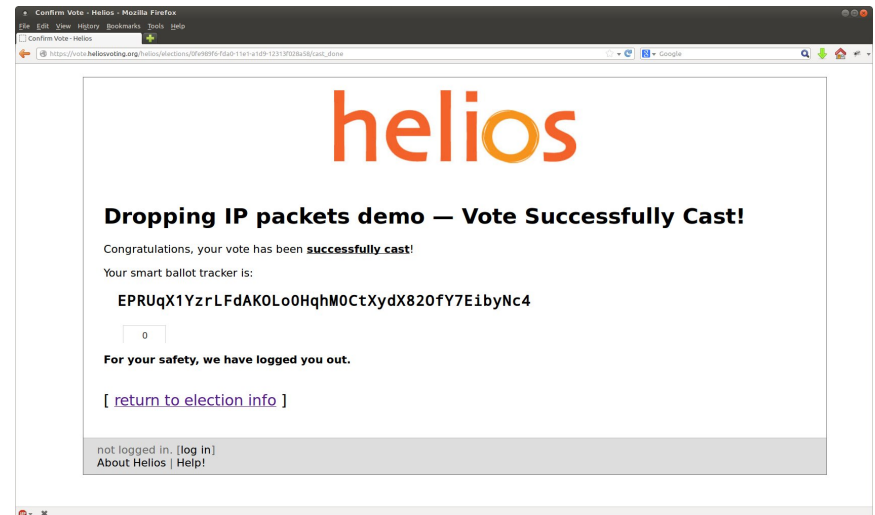 Confirm Vote - Helios - Mozilla Firefox
File Edit View History Bookmarks Tools Help
Confirm Vote - Helios
https://vote.heliosvoting.org/helios/elections/0fe989f6-fda0-11e1-a1d9-12313f028a58/cast_done
Google
helios
Dropping IP packets demo — Vote Successfully Cast!
Congratulations, your vote has been successfully cast!
Your smart ballot tracker is:
EPRUqX1YzrLFdAKOLo0HqhM0CtXydX82OfY7EibyNc4
0
For your safety, we have logged you out.
[ return to election info ]
not logged in. [log in]
About Helios | Help!